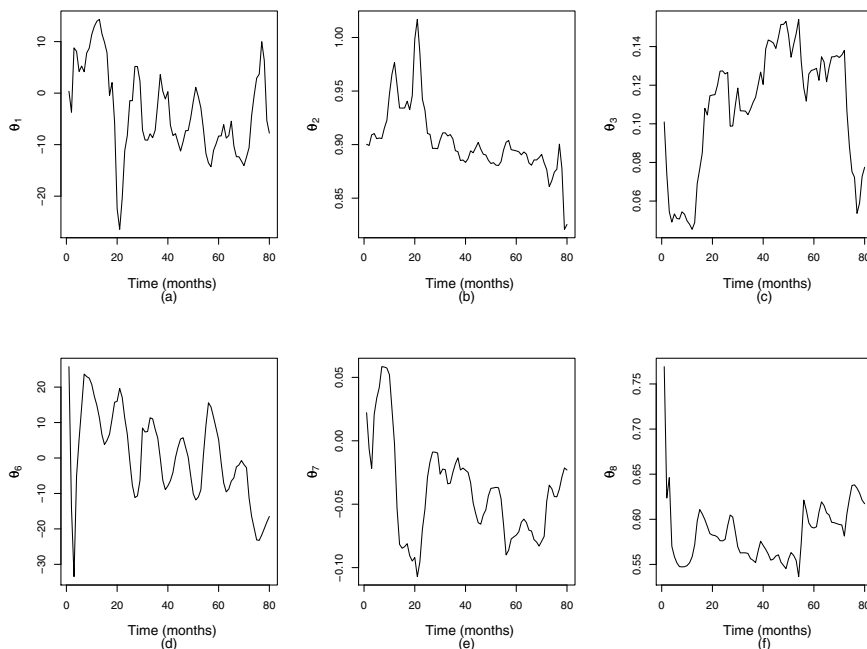 θ1
10
0
−10
−20
0 20 40 60 80
Time (months)
(a)
θ2
1.00
0.95
0.90
0.85
0 20 40 60 80
Time (months)
(b)
θ3
0.14
0.12
0.10
0.08
0.06
0 20 40 60 80
Time (months)
(c)
θ6
20
10
0
−10
−20
−30
0 20 40 60 80
Time (months)
(d)
θ7
0.05
0.00
−0.05
−0.10
0 20 40 60 80
Time (months)
(e)
θ8
0.75
0.70
0.65
0.60
0.55
0 20 40 60 80
Time (months)
(f)